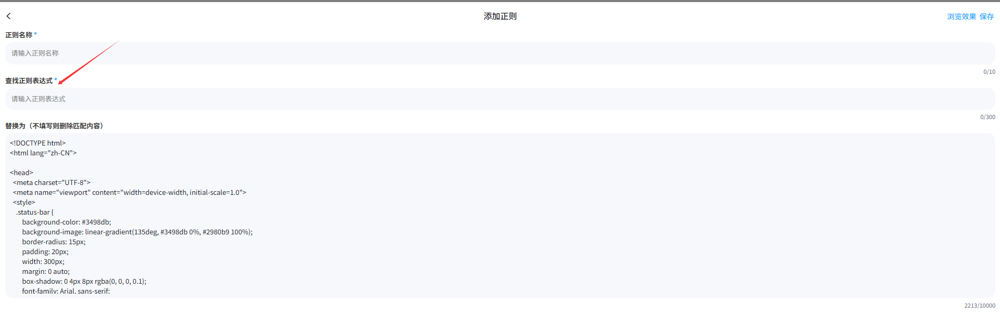 添加正则
浏览效果 保存
正则名称 *
请输入正则名称
0/10
查找正则表达式 *
请输入正则表达式
0/300
替换为（不填写则删除匹配内容）
<!DOCTYPE html>
<html lang="zh-CN">
<head>
<meta charset="UTF-8">
<meta name="viewport" content="width=device-width, initial-scale=1.0">
<style>
.status-bar {
background-color: #3498db;
background-image: linear-gradient(135deg, #3498db 0%, #2980b9 100%);
border-radius: 15px;
padding: 20px;
width: 300px;
margin: 0 auto;
box-shadow: 0 4px 8px rgba(0, 0, 0, 0.1);
font-family: Arial, sans-serif;
2213/10000